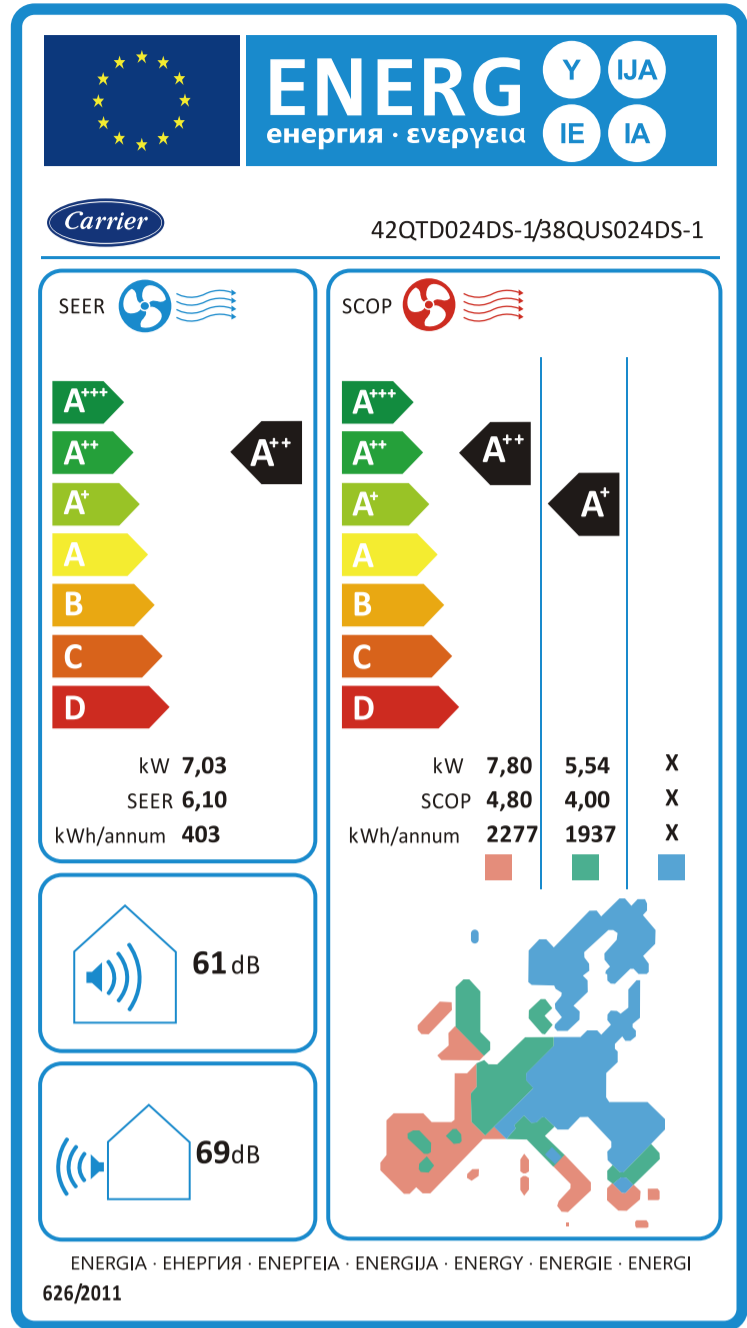 ENERG
енергия · ενεργεια
Y IJA
IE IA
Carrier
42QTD024DS-1/38QUS024DS-1
SEER
A+++
A++
A+
A
B
C
D
A++
kW 7,03
SEER 6,10
kWh/annum 403
SCOP
A+++
A++
A+
A
B
C
D
A++
A+
kW 7,80 5,54 X
SCOP 4,80 4,00 X
kWh/annum 2277 1937 X
61 dB
69dB
ENERGIA · ЕНЕРГИЯ · ΕΝΕΡΓΕΙΑ · ENERGIJA · ENERGY · ENERGIE · ENERGI
626/2011